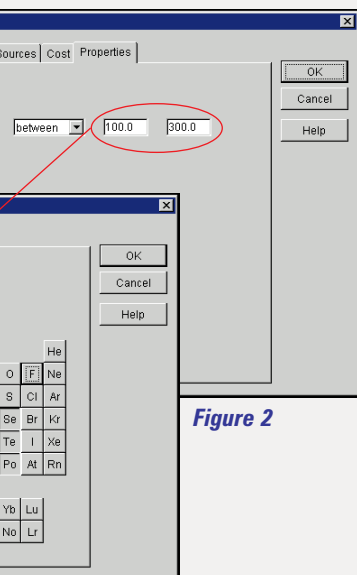 Sources Cost Properties
OK
Cancel
Help
between 100.0 300.0
OK
Cancel
Help
He
O F Ne
S Cl Ar
Se Br Kr
Te I Xe
Po At Rn
Yb Lu
No Lr
Figure 2